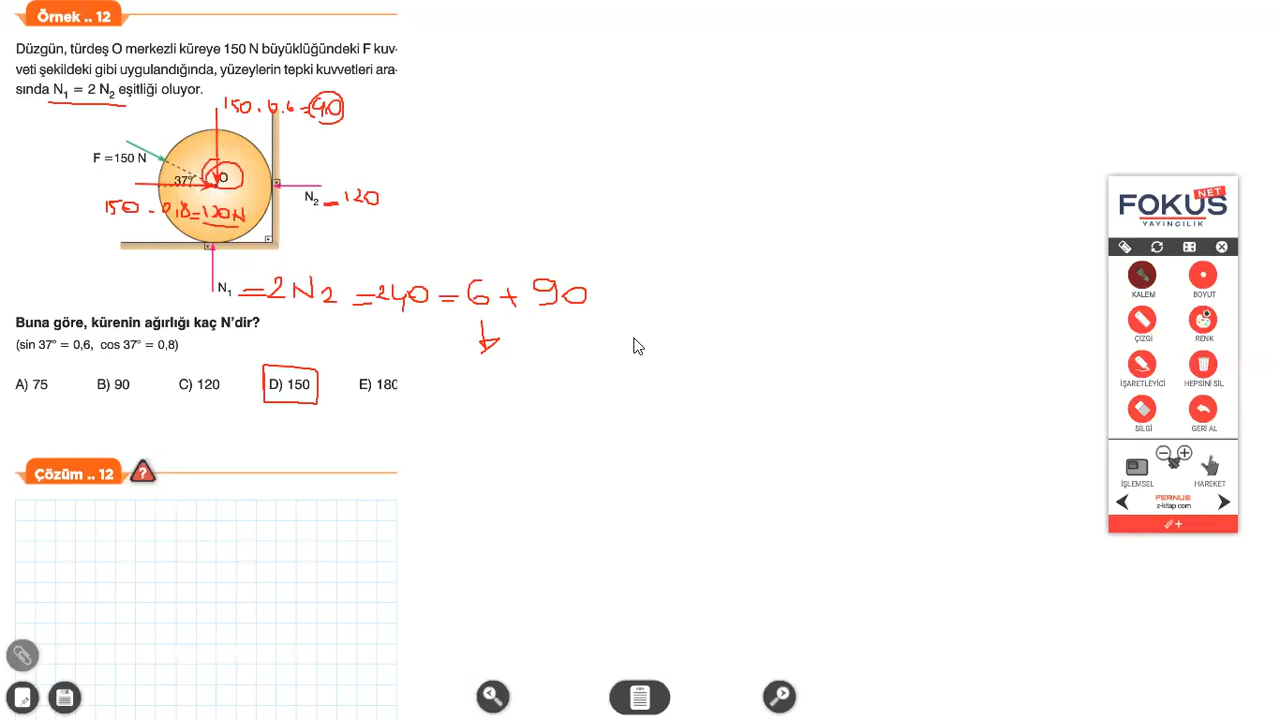 Örnek .. 12
Düzgün, türdeş O merkezli küreye 150 N büyüklüğündeki F kuv-
veti şekildeki gibi uygulandığında, yüzeylerin tepki kuvvetleri ara-
sında N₁ = 2 N₂ eşitliği oluyor.
150 . 0.6 = 90
F = 150 N
37°
O
N₂ = 120
150 . 0,8 = 120N
N₁ = 2N₂ = 240 = G + 90
Buna göre, kürenin ağırlığı kaç N'dir?
(sin 37° = 0,6, cos 37° = 0,8)
A) 75 B) 90 C) 120 D) 150 E) 180
Çözüm .. 12 ?
FOKUS NET
YAYINCILIK
KALEM BOYUT
ÇİZGİ RENK
İŞARETLEYİCİ HEPSİNİ SİL
SİLGİ GERİ AL
İŞLEMSEL HAREKET
FERNUS
z-kitap.com